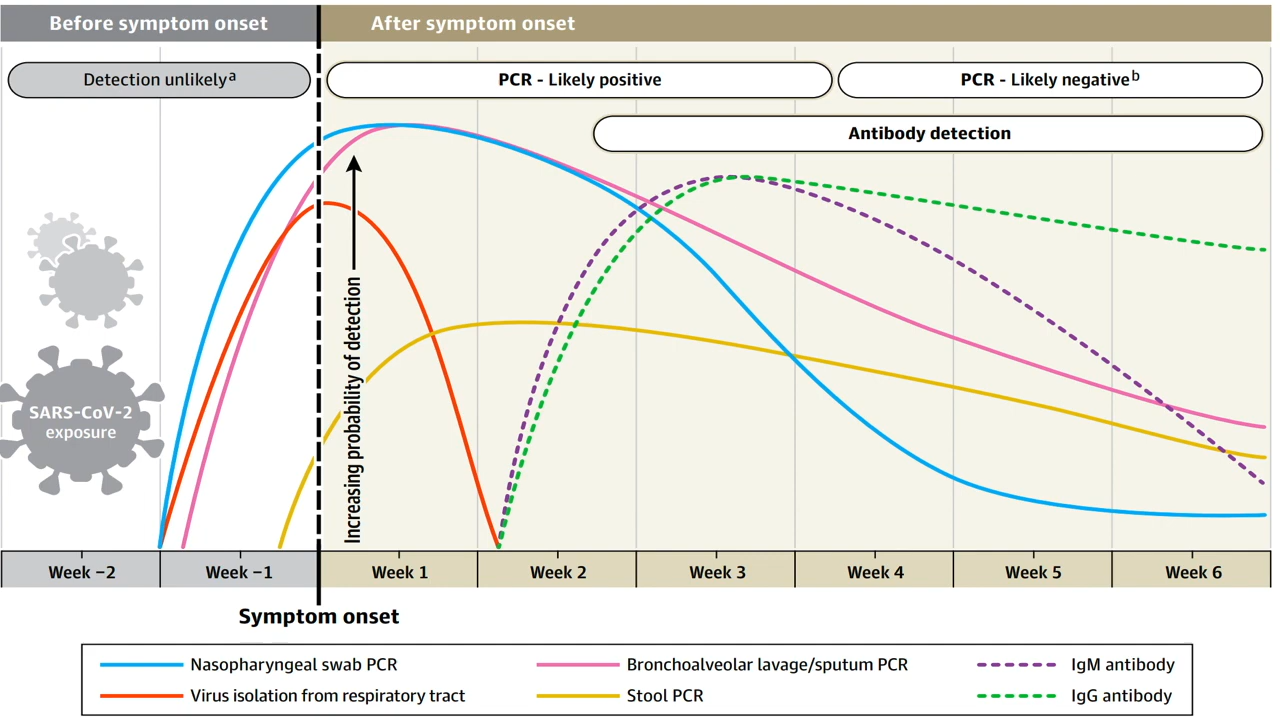 Before symptom onset
After symptom onset
Detection unlikelyᵃ
PCR - Likely positive
PCR - Likely negativeᵇ
Antibody detection
SARS-CoV-2
exposure
Increasing probability of detection
Week −2
Week −1
Week 1
Week 2
Week 3
Week 4
Week 5
Week 6
Symptom onset
Nasopharyngeal swab PCR
Bronchoalveolar lavage/sputum PCR
IgM antibody
Virus isolation from respiratory tract
Stool PCR
IgG antibody